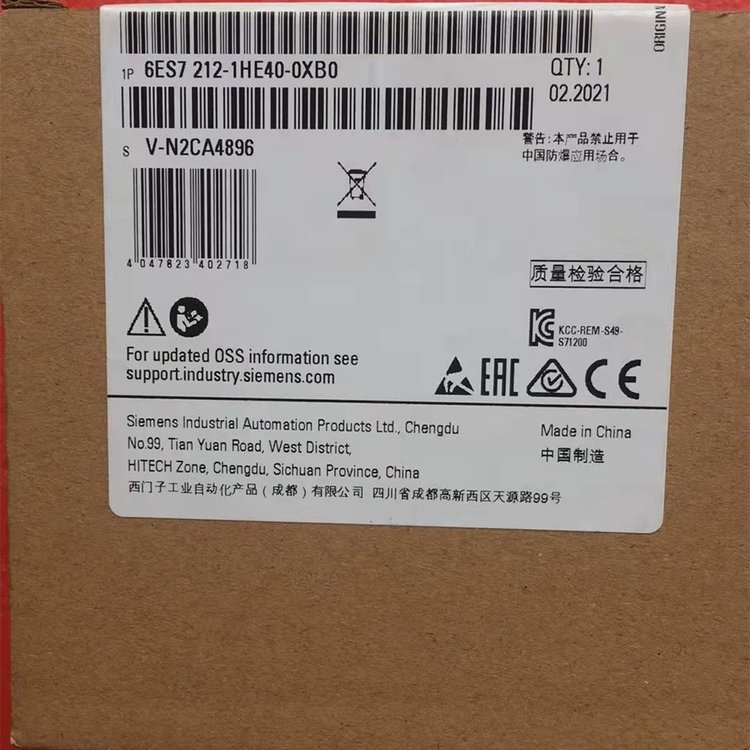 ORIGIN
1P 6ES7 212-1HE40-0XB0
QTY: 1
02.2021
S V-N2CA4896
警告: 本产品禁止用于
中国防爆应用场合。
4 047623 402718
质量检验合格
KCC-REM-S49-
S71200
For updated OSS information see
support.industry.siemens.com
EAC
CE
Siemens Industrial Automation Products Ltd., Chengdu
No.99, Tian Yuan Road, West District,
HITECH Zone, Chengdu, Sichuan Province, China
西门子工业自动化产品（成都）有限公司 四川省成都高新西区天源路99号
Made in China
中国制造